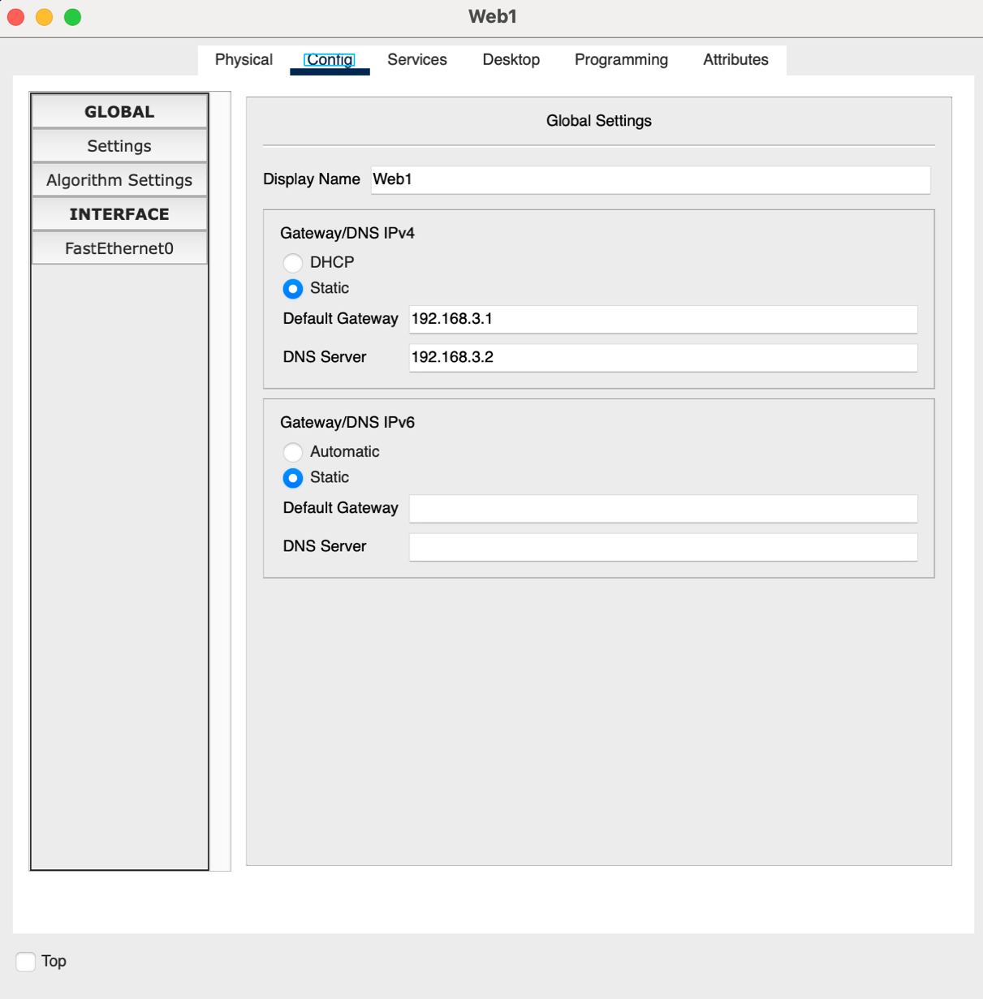 Web1
Physical Config Services Desktop Programming Attributes
GLOBAL
Settings
Algorithm Settings
INTERFACE
FastEthernet0
Global Settings
Display Name Web1
Gateway/DNS IPv4
DHCP
Static
Default Gateway 192.168.3.1
DNS Server 192.168.3.2
Gateway/DNS IPv6
Automatic
Static
Default Gateway
DNS Server
Top